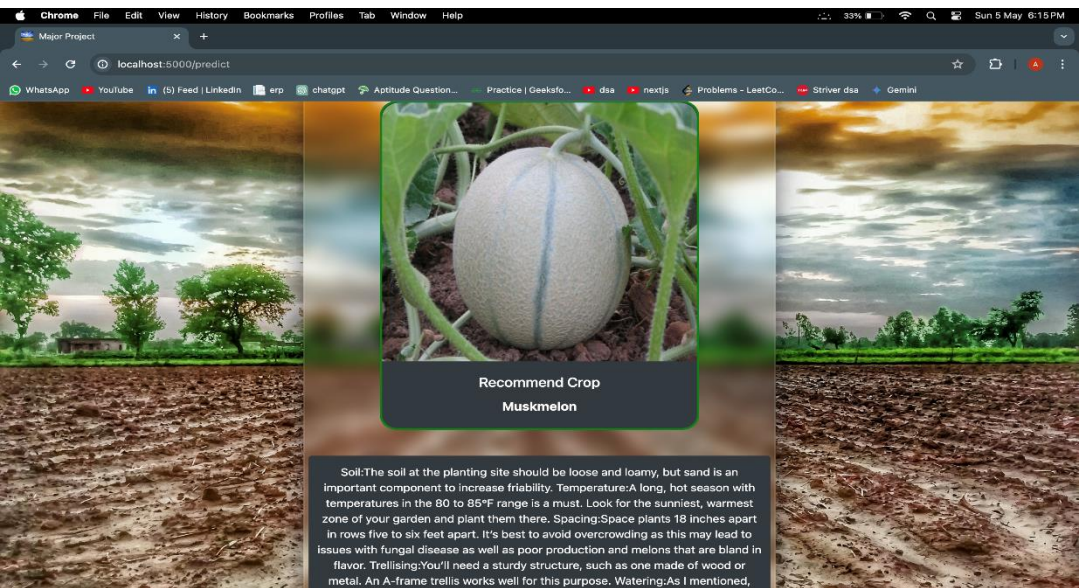 Chrome File Edit View History Bookmarks Profiles Tab Window Help 33% Sun 5 May 6:15 PM
Major Project
localhost:5000/predict A
WhatsApp YouTube (5) Feed | LinkedIn erp chatgpt Aptitude Question... Practice | Geeksfo... dsa nextjs Problems - LeetCo... Striver dsa Gemini
Recommend Crop
Muskmelon
Soil:The soil at the planting site should be loose and loamy, but sand is an
important component to increase friability. Temperature:A long, hot season with
temperatures in the 80 to 85°F range is a must. Look for the sunniest, warmest
zone of your garden and plant them there. Spacing:Space plants 18 inches apart
in rows five to six feet apart. It's best to avoid overcrowding as this may lead to
issues with fungal disease as well as poor production and melons that are bland in
flavor. Trellising:You'll need a sturdy structure, such as one made of wood or
metal. An A-frame trellis works well for this purpose. Watering:As I mentioned,